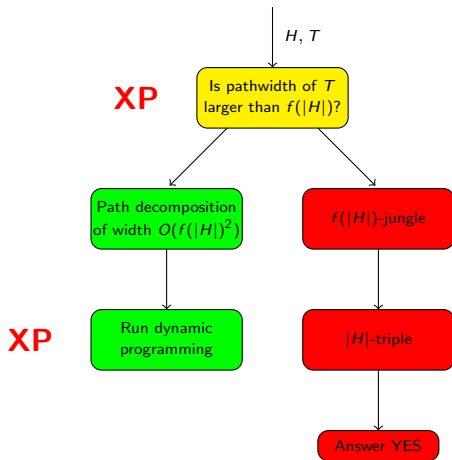 H, T
XP
Is pathwidth of T
larger than f(|H|)?
Path decomposition
of width O(f(|H|)²)
f(|H|)-jungle
XP
Run dynamic
programming
|H|-triple
Answer YES